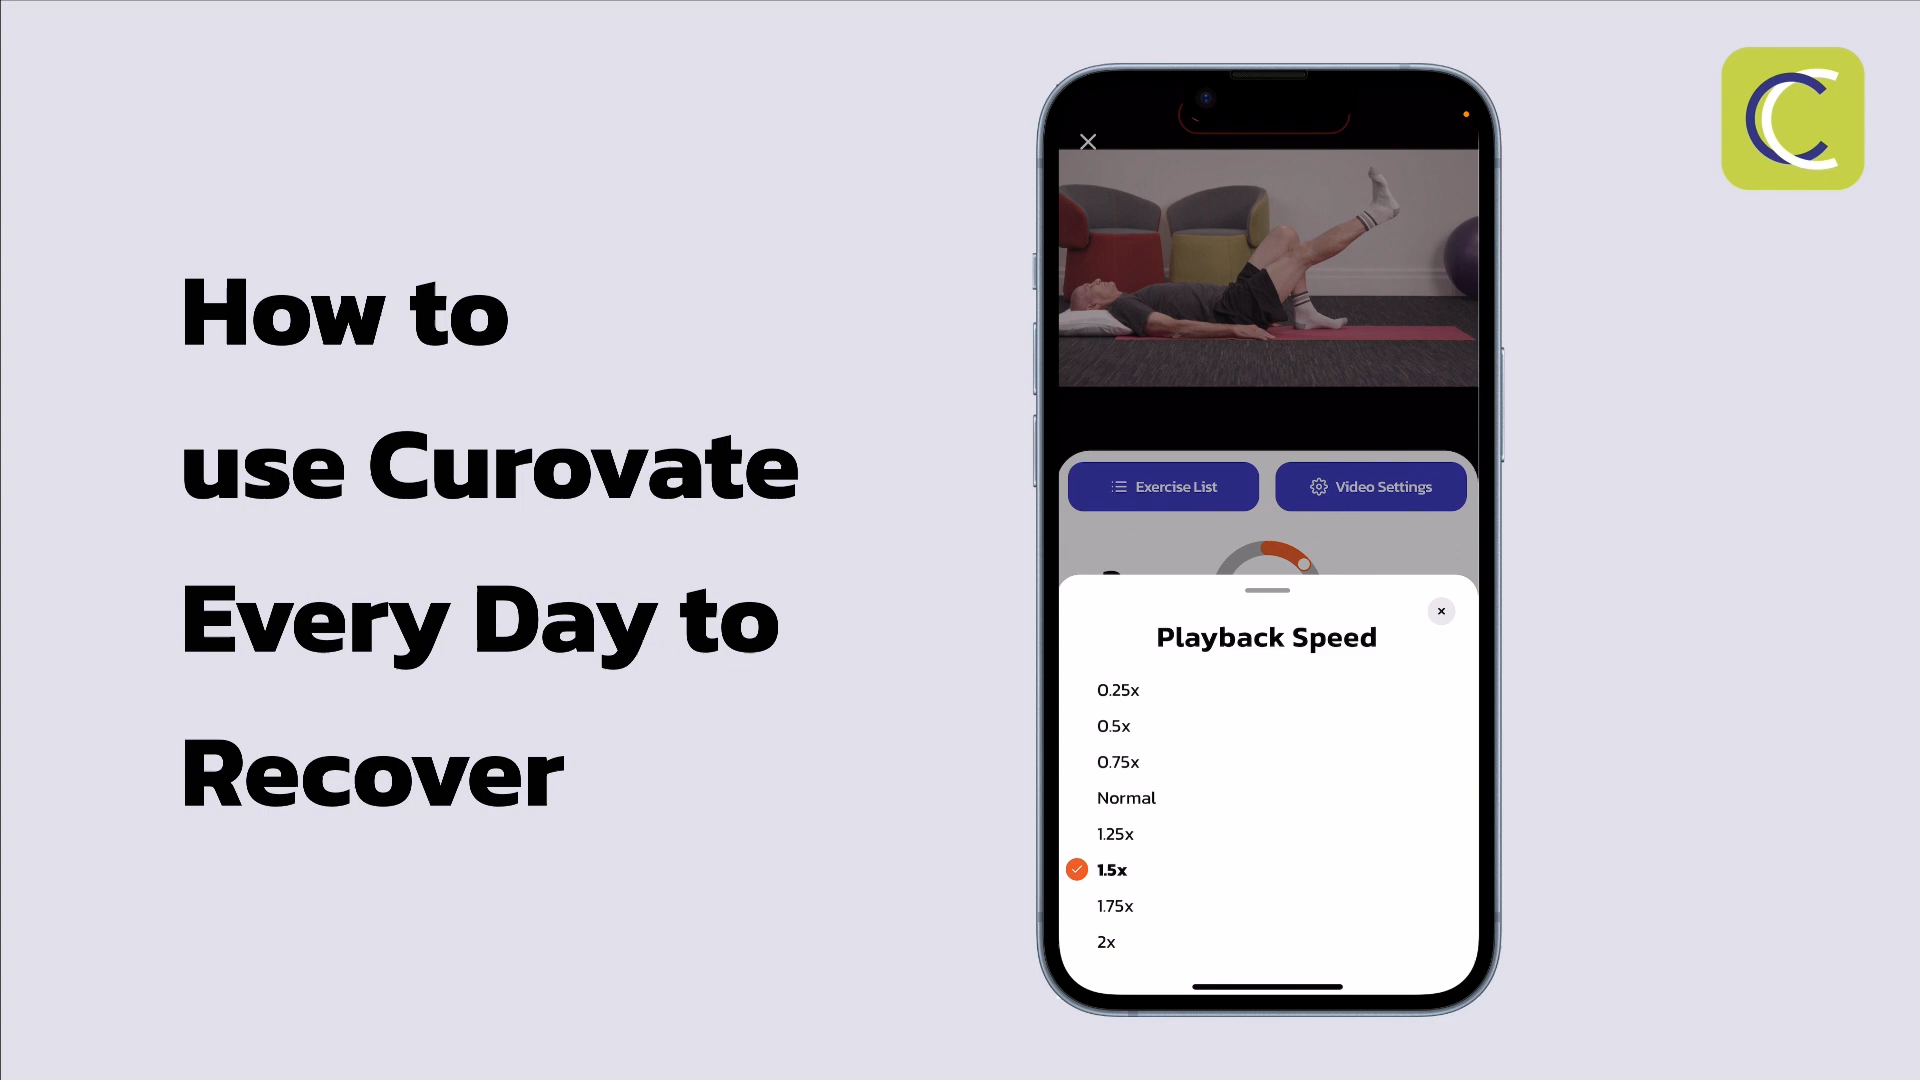 How to
use Curovate
Every Day to
Recover
Exercise List
Video Settings
Playback Speed
0.25x
0.5x
0.75x
Normal
1.25x
1.5x
1.75x
2x